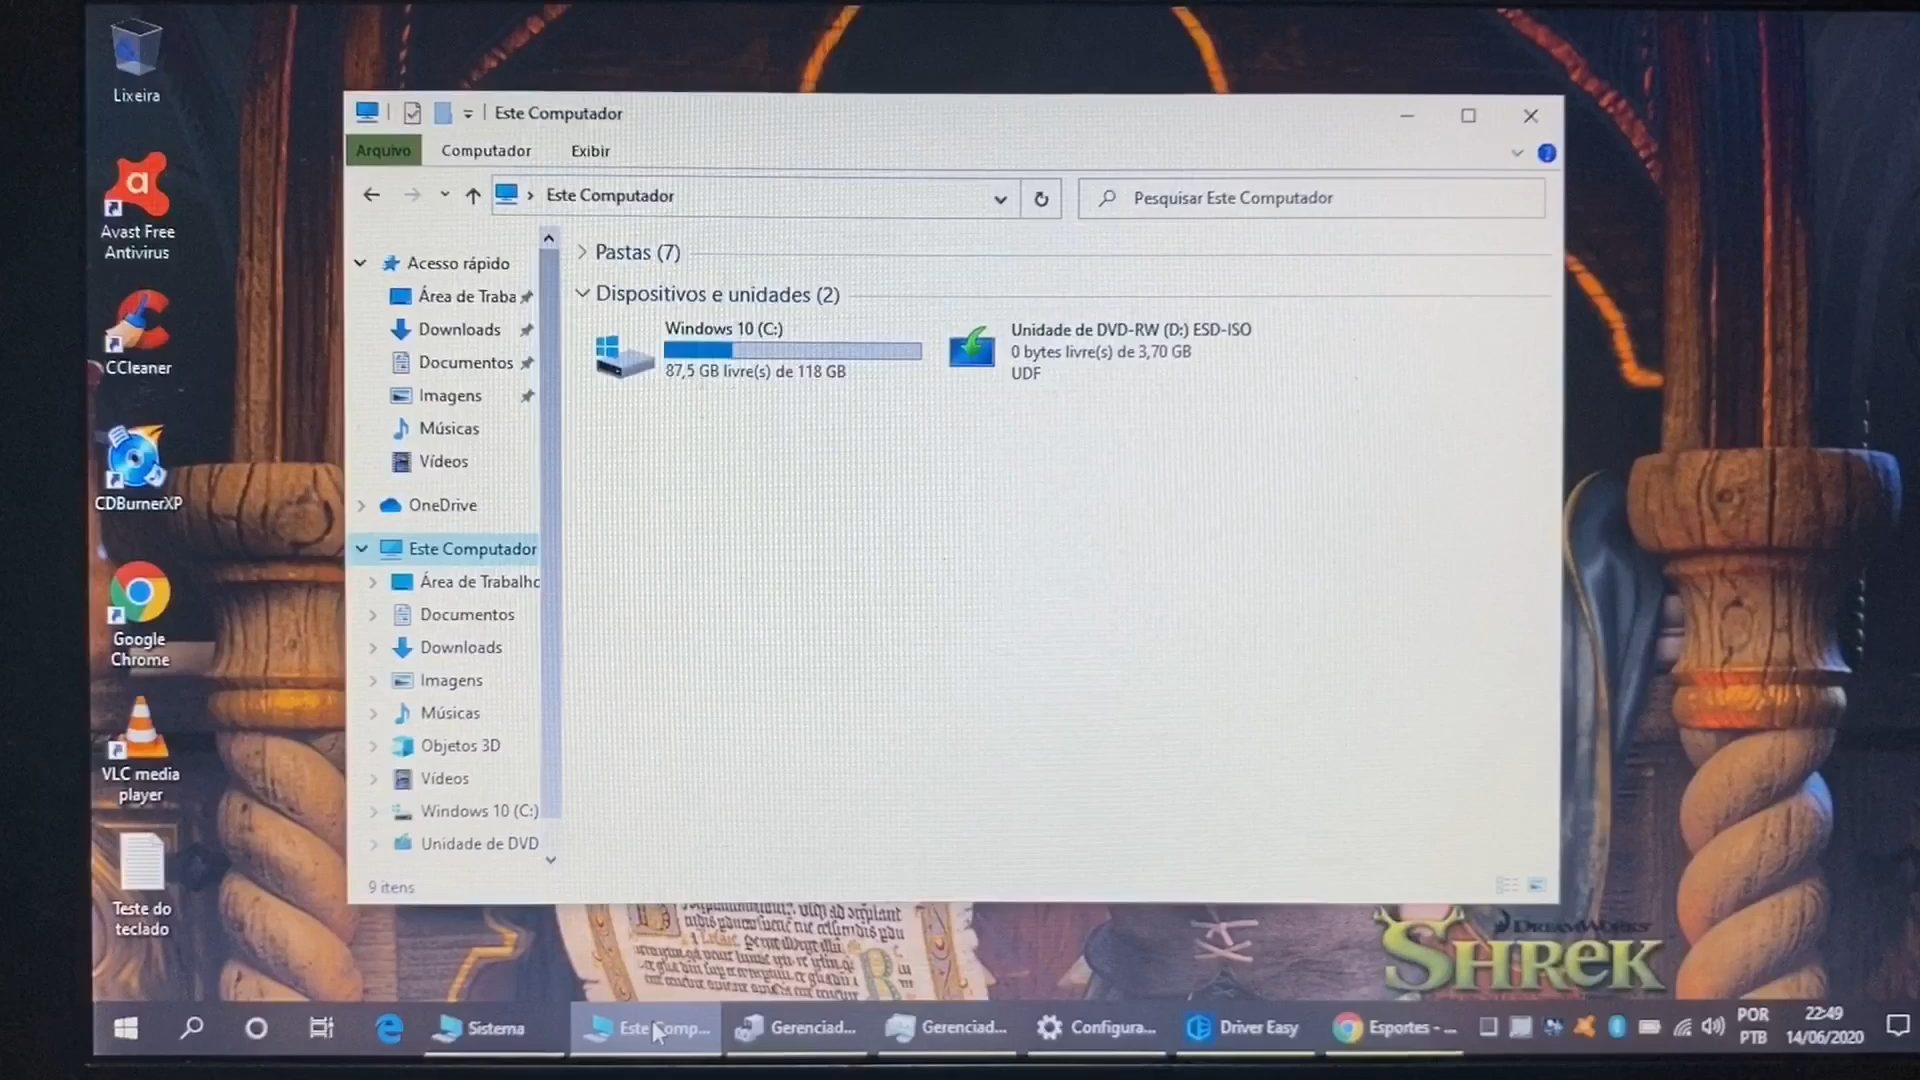 Lixeira
Avast Free
Antivirus
CCleaner
CDBurnerXP
Google
Chrome
VLC media
player
Teste do
teclado
Este Computador
Arquivo
Computador
Exibir
Este Computador
Pesquisar Este Computador
Acesso rápido
Área de Traba
Downloads
Documentos
Imagens
Músicas
Vídeos
OneDrive
Este Computador
Área de Trabalho
Documentos
Downloads
Imagens
Músicas
Objetos 3D
Vídeos
Windows 10 (C:)
Unidade de DVD
Pastas (7)
Dispositivos e unidades (2)
Windows 10 (C:)
87,5 GB livre(s) de 118 GB
Unidade de DVD-RW (D:) ESD-ISO
0 bytes livre(s) de 3,70 GB
UDF
9 itens
DREAMWORKS
SHREK
Sistema
Este Comp...
Gerenciad...
Gerenciad...
Configura...
Driver Easy
Esportes - ...
POR
PTB
22:49
14/06/2020